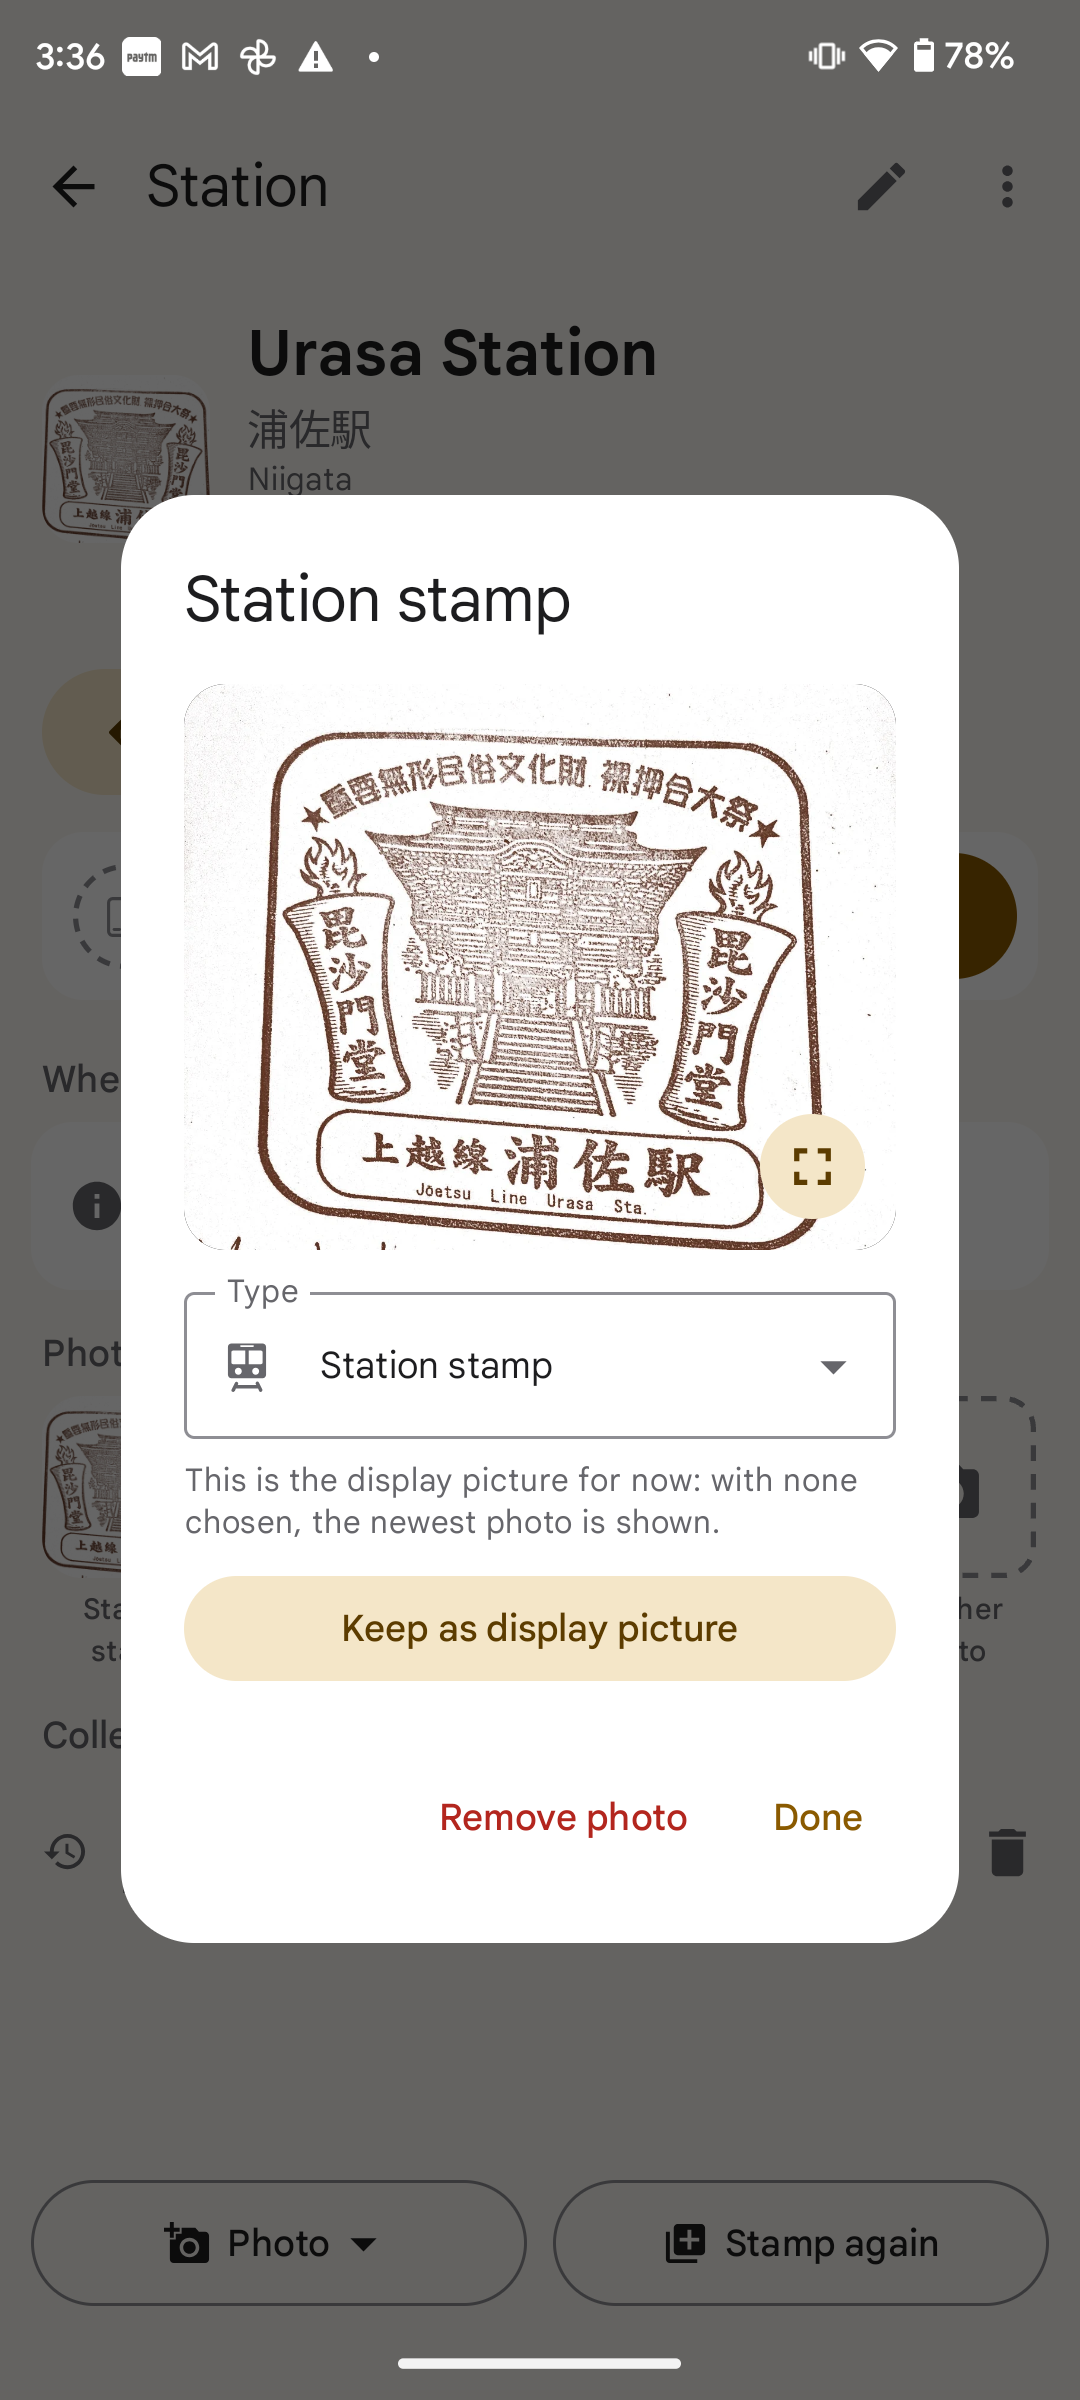 3:36
paytm
78%
Station
Urasa Station
浦佐駅
Niigata
Station stamp
重要無形民俗文化財 裸押合大祭
毘沙門堂
毘沙門堂
上越線 浦佐駅
Jōetsu Line Urasa Sta.
Type
Station stamp
This is the display picture for now: with none
chosen, the newest photo is shown.
Keep as display picture
Remove photo
Done
Photo
Stamp again